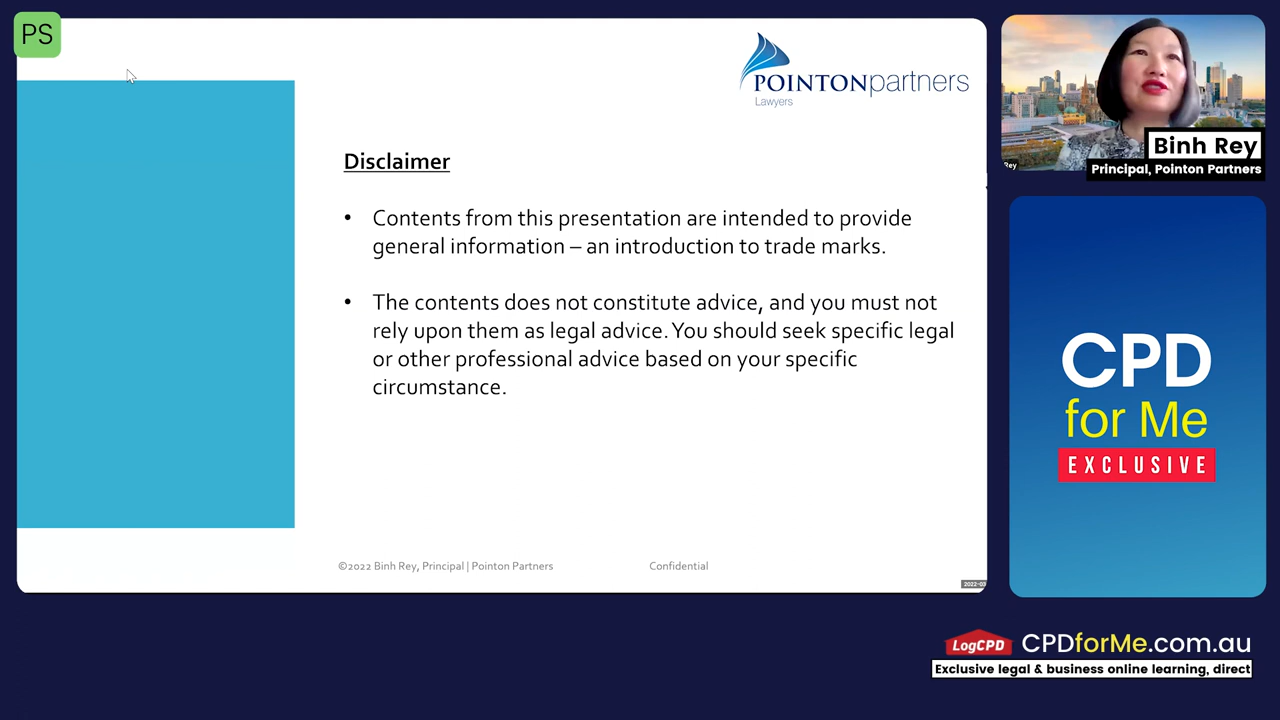 PS
POINTONpartners
Lawyers
Disclaimer
• Contents from this presentation are intended to provide
general information – an introduction to trade marks.
• The contents does not constitute advice, and you must not
rely upon them as legal advice. You should seek specific legal
or other professional advice based on your specific
circumstance.
©2022 Binh Rey, Principal | Pointon Partners
Confidential
2022-03
Rey
Binh Rey
Principal, Pointon Partners
CPD
for Me
EXCLUSIVE
LogCPD
CPDforMe.com.au
Exclusive legal & business online learning, direct